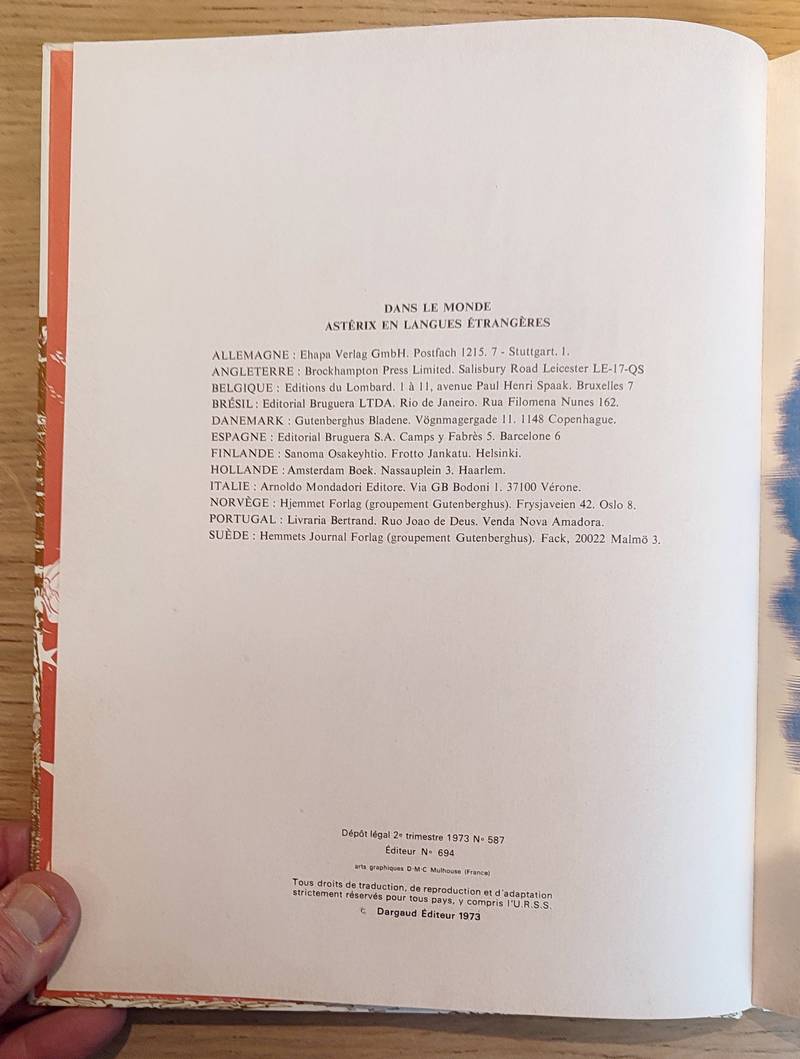 DANS LE MONDE
ASTÉRIX EN LANGUES ÉTRANGÈRES
ALLEMAGNE : Ehapa Verlag GmbH. Postfach 1215. 7 - Stuttgart. 1.
ANGLETERRE : Brockhampton Press Limited. Salisbury Road Leicester LE-17-QS
BELGIQUE : Editions du Lombard. 1 à 11, avenue Paul Henri Spaak. Bruxelles 7
BRÉSIL : Editorial Bruguera LTDA. Rio de Janeiro. Rua Filomena Nunes 162.
DANEMARK : Gutenberghus Bladene. Vögnmagergade 11. 1148 Copenhague.
ESPAGNE : Editorial Bruguera S.A. Camps y Fabrès 5. Barcelone 6
FINLANDE : Sanoma Osakeyhtio. Frotto Jankatu. Helsinki.
HOLLANDE : Amsterdam Boek. Nassauplein 3. Haarlem.
ITALIE : Arnoldo Mondadori Editore. Via GB Bodoni 1. 37100 Vérone.
NORVÈGE : Hjemmet Forlag (groupement Gutenberghus). Frysjaveien 42. Oslo 8.
PORTUGAL : Livraria Bertrand. Ruo Joao de Deus. Venda Nova Amadora.
SUÈDE : Hemmets Journal Forlag (groupement Gutenberghus). Fack, 20022 Malmö 3.
Dépôt légal 2e trimestre 1973 No 587
Éditeur No 694
arts graphiques D-M-C Mulhouse (France)
Tous droits de traduction, de reproduction et d'adaptation
strictement réservés pour tous pays, y compris l'U.R.S.S.
© Dargaud Éditeur 1973